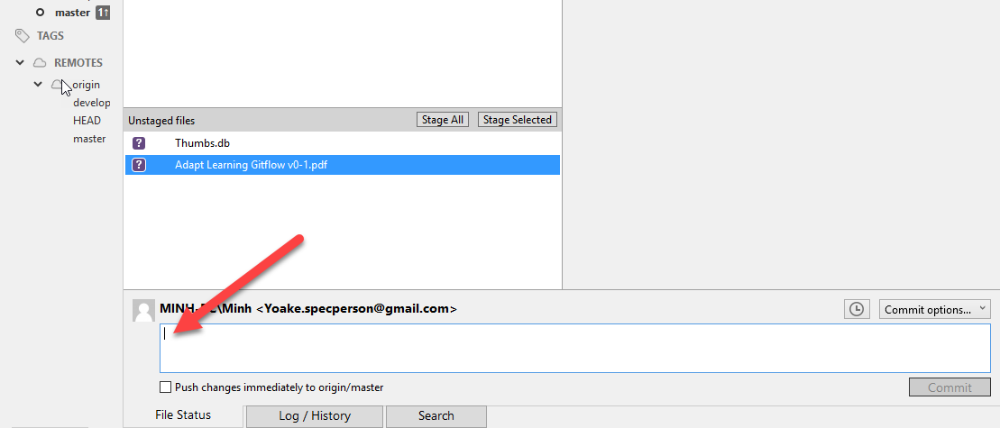 master 1↑
TAGS
REMOTES
origin
develop
HEAD
master
Unstaged files Stage All Stage Selected
? Thumbs.db
? Adapt Learning Gitflow v0-1.pdf
\Minh <Yoake.specperson@gmail.com>
Commit options...
Push changes immediately to origin/master
Commit
File Status Log / History Search